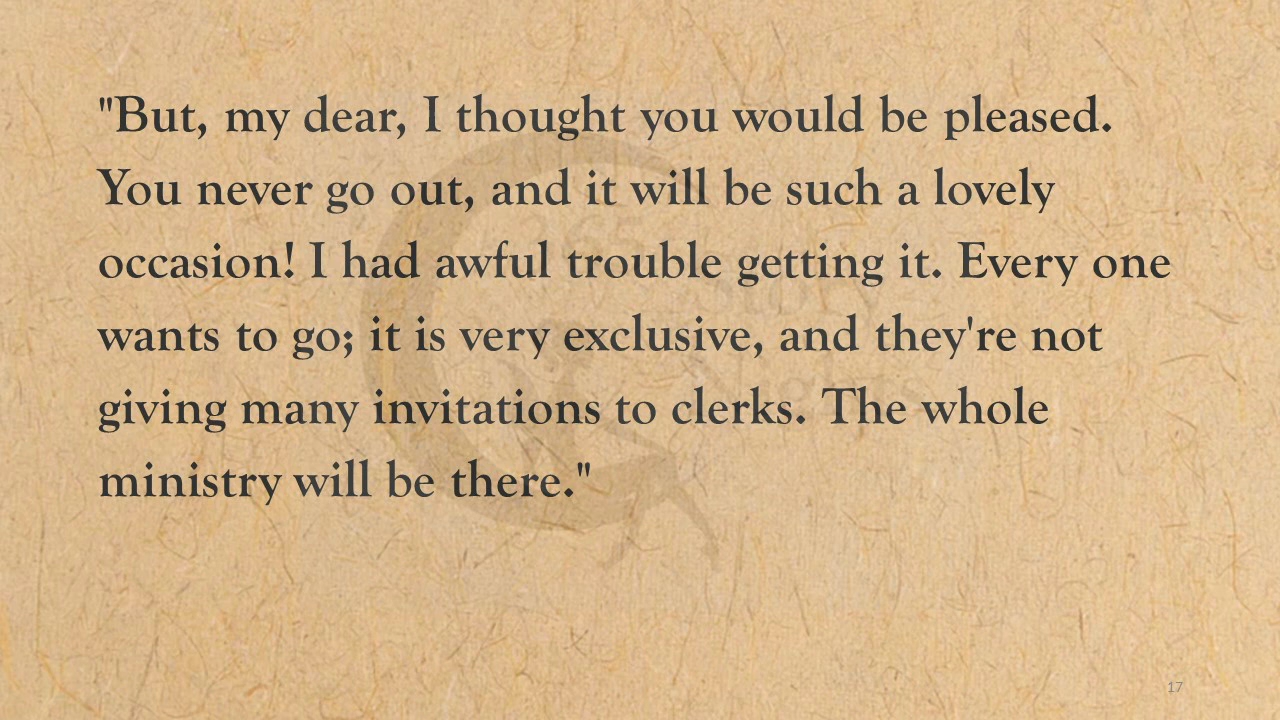 "But, my dear, I thought you would be pleased.
You never go out, and it will be such a lovely
occasion! I had awful trouble getting it. Every one
wants to go; it is very exclusive, and they're not
giving many invitations to clerks. The whole
ministry will be there."
17